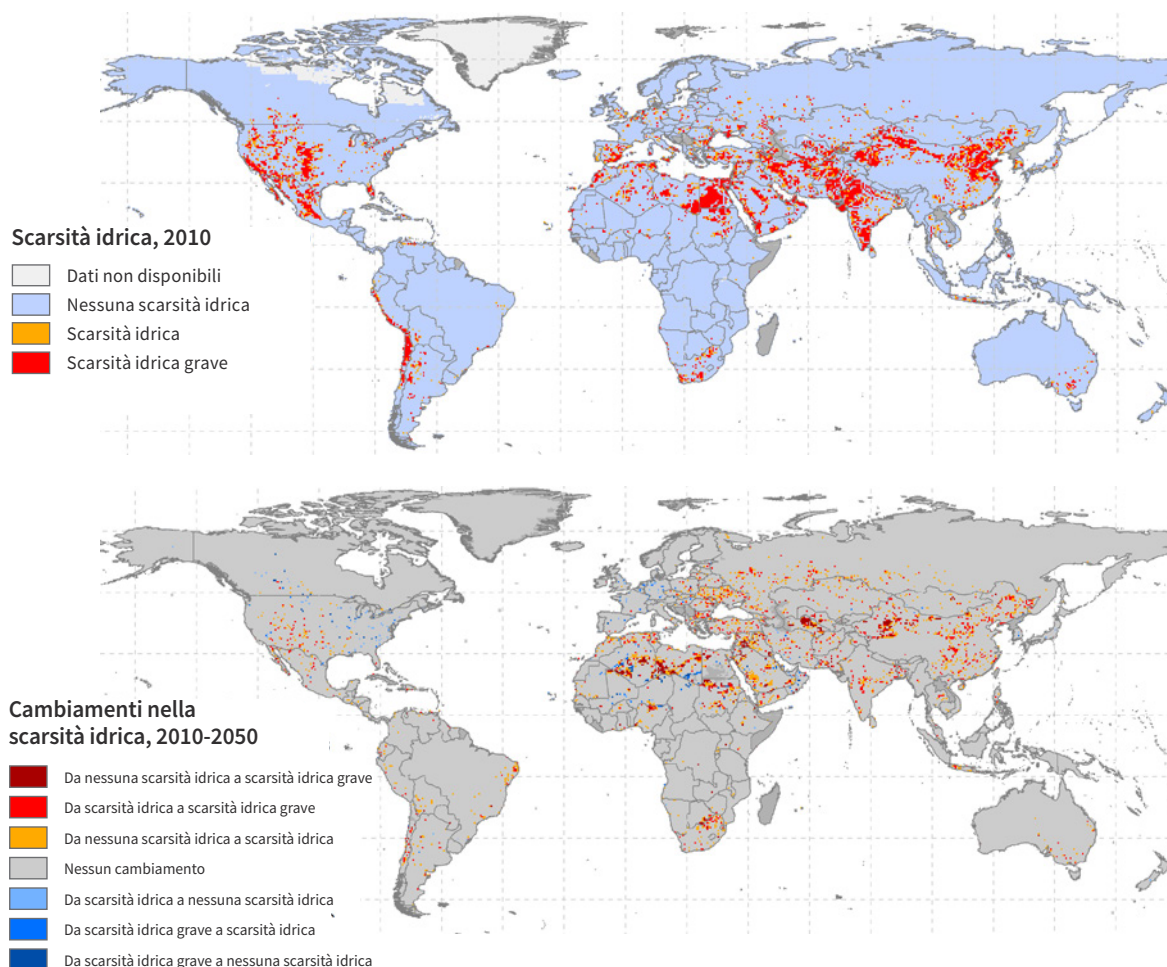 Scarsità idrica, 2010
Dati non disponibili
Nessuna scarsità idrica
Scarsità idrica
Scarsità idrica grave
Cambiamenti nella
scarsità idrica, 2010-2050
Da nessuna scarsità idrica a scarsità idrica grave
Da scarsità idrica a scarsità idrica grave
Da nessuna scarsità idrica a scarsità idrica
Nessun cambiamento
Da scarsità idrica a nessuna scarsità idrica
Da scarsità idrica grave a scarsità idrica
Da scarsità idrica grave a nessuna scarsità idrica